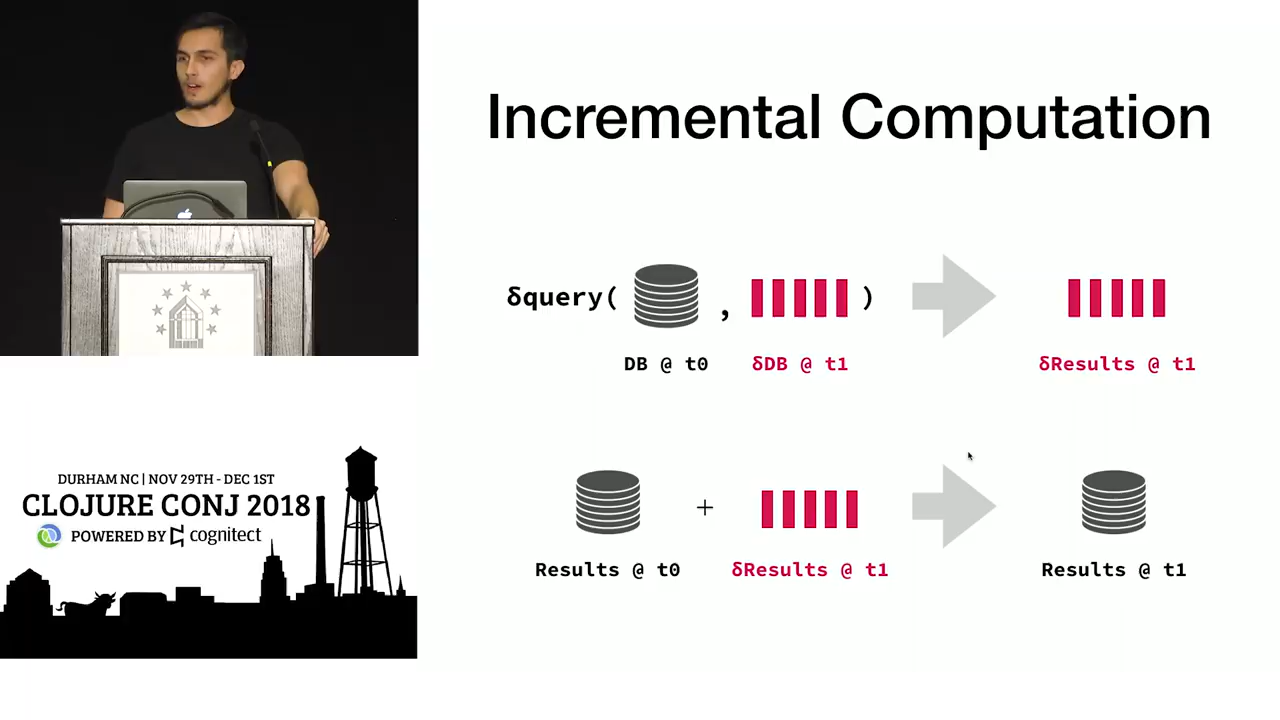 Incremental Computation
δquery( , )
DB @ t0 δDB @ t1 δResults @ t1
+
Results @ t0 δResults @ t1 Results @ t1
DURHAM NC | NOV 29TH - DEC 1ST
CLOJURE CONJ 2018
POWERED BY cognitect